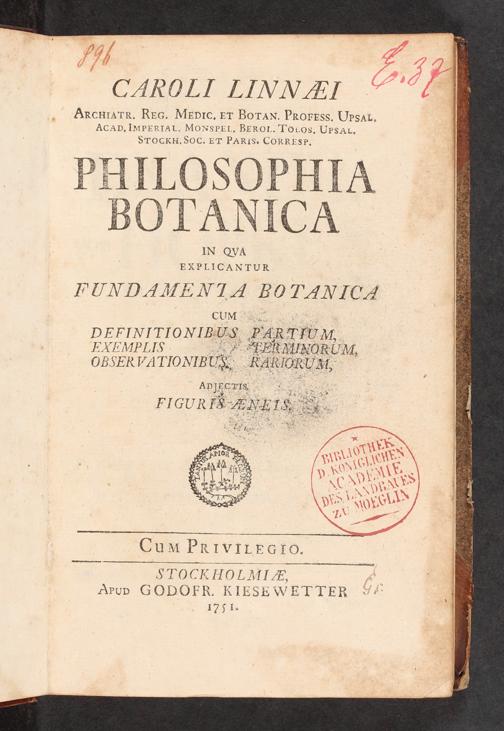 896
E. 37
CAROLI LINNÆI
ARCHIATR. REG. MEDIC. ET BOTAN. PROFESS. UPSAL.
ACAD. IMPERIAL. MONSPEL. BEROL. TOLOS. UPSAL.
STOCKH. SOC. ET PARIS. CORRESP.
PHILOSOPHIA
BOTANICA
IN QVA
EXPLICANTUR
FUNDAMENTA BOTANICA
CUM
DEFINITIONIBUS PARTIUM,
EXEMPLIS TERMINORUM,
OBSERVATIONIBUS RARIORUM,
ADJECTIS
FIGURIS ÆNEIS.
BIBLIOTHEK
D. KÖNIGLICHEN
ACADEMIE
DES LANDBAUES
ZU MOEGLIN
CUM PRIVILEGIO.
STOCKHOLMIÆ,
APUD GODOFR. KIESEWETTER
1751.